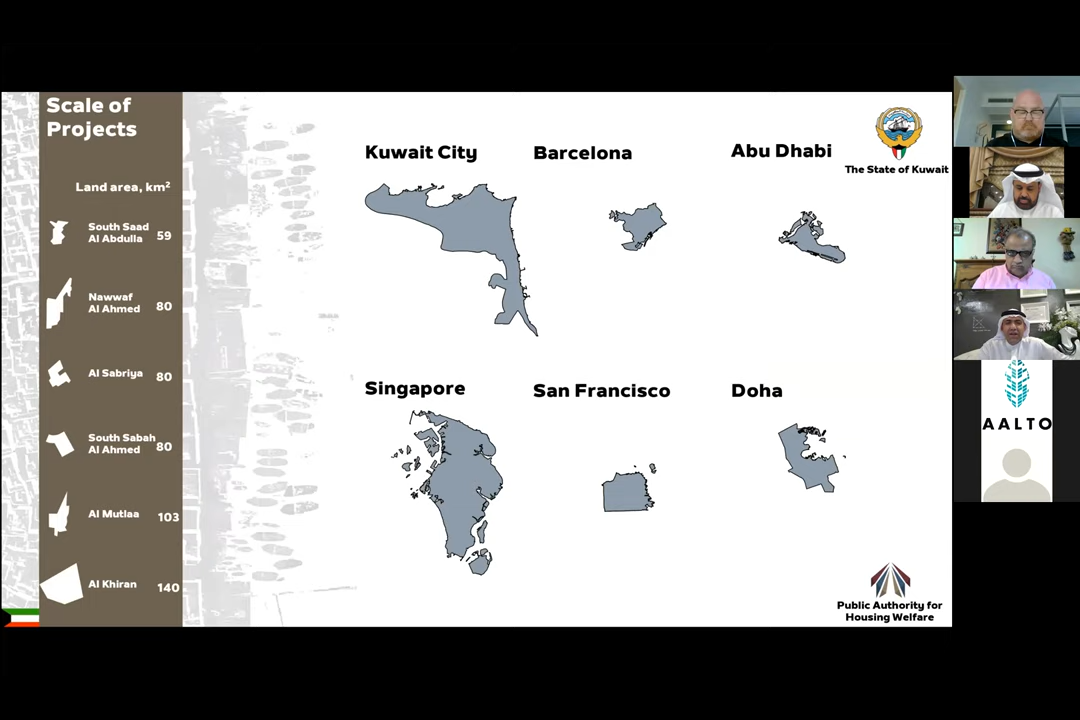 Scale of
Projects
Land area, km²
South Saad
Al Abdulla 59
Nawwaf
Al Ahmed 80
Al Sabriya 80
South Sabah
Al Ahmed 80
Al Mutlaa 103
Al Khiran 140
Kuwait City
Barcelona
Abu Dhabi
Singapore
San Francisco
Doha
The State of Kuwait
Public Authority for
Housing Welfare
AALTO